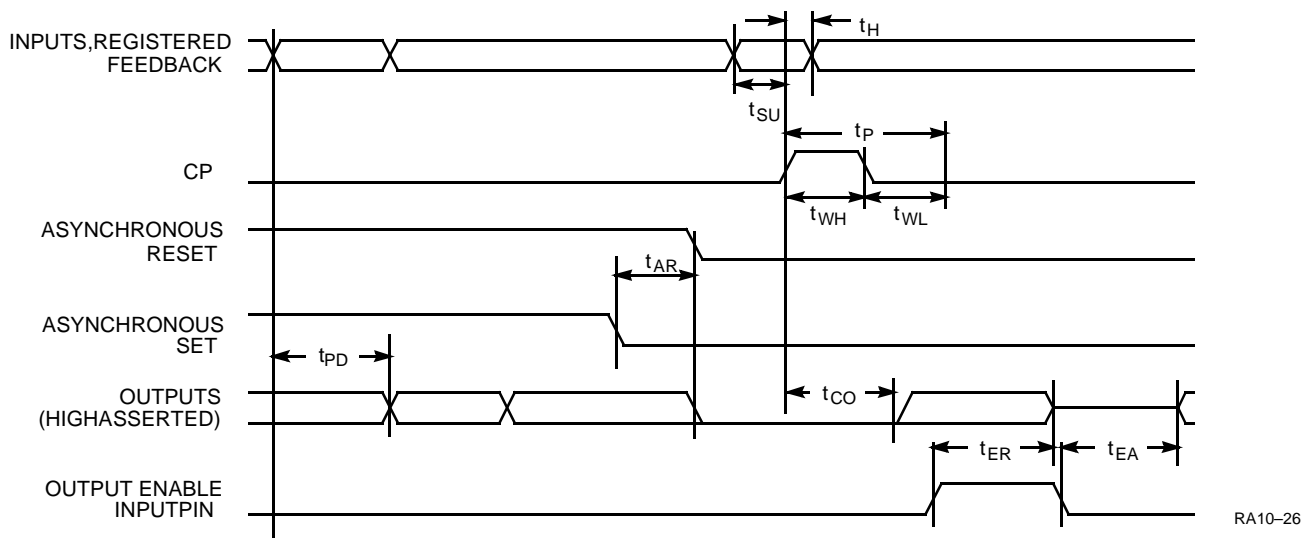 INPUTS,REGISTERED
FEEDBACK
tH
tSU
tP
CP
tWH
tWL
ASYNCHRONOUS
RESET
tAR
ASYNCHRONOUS
SET
tPD
OUTPUTS
(HIGHASSERTED)
tCO
tER
tEA
OUTPUT ENABLE
INPUTPIN
RA10–26